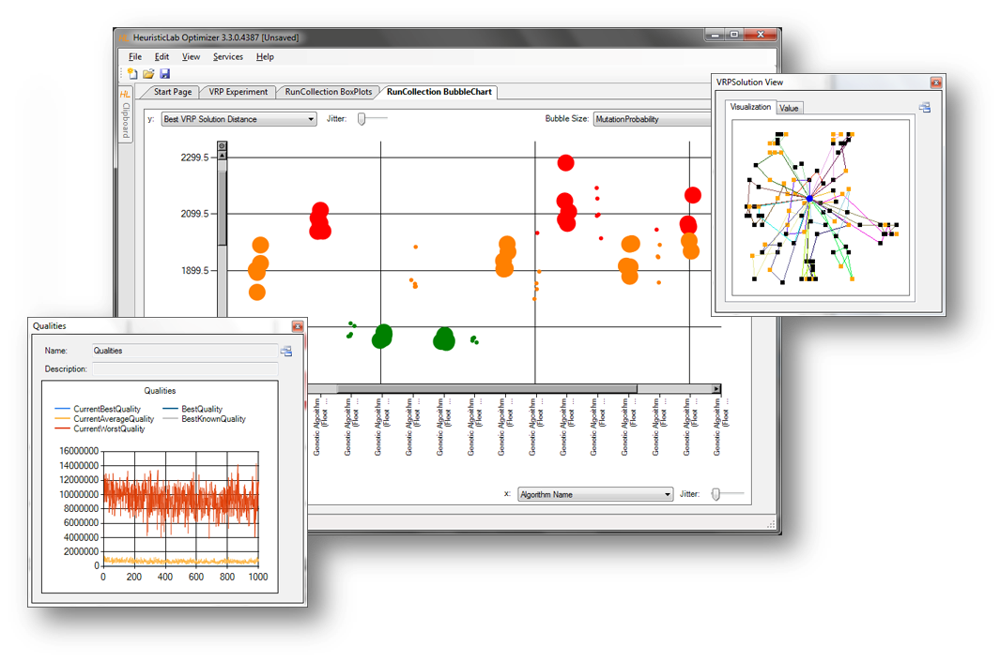 HeuristicLab Optimizer 3.3.0.4387 [Unsaved]
File Edit View Services Help
HL Clipboard
Start Page VRP Experiment RunCollection BoxPlots RunCollection BubbleChart
y: Best VRP Solution Distance Jitter: Bubble Size: MutationProbability
2299.5
2099.5
1899.5
Genetic Algorithm (Float ...
Genetic Algorithm (Float ...
Genetic Algorithm (Float ...
Genetic Algorithm (Float ...
Genetic Algorithm (Float ...
Genetic Algorithm (Float ...
Genetic Algorithm (Float ...
Genetic Algorithm (Float ...
Genetic Algorithm (Float ...
Genetic Algorithm (Float ...
Genetic Algorithm (Float ...
Genetic Algorithm (Float ...
Genetic Algorithm (Float ...
Genetic Algorithm (Float ...
x: Algorithm Name Jitter:
VRPSolution View
Visualization Value
Qualities
Name: Qualities
Description:
Qualities
CurrentBestQuality BestQuality
CurrentAverageQuality BestKnownQuality
CurrentWorstQuality
16000000
14000000
12000000
10000000
8000000
6000000
4000000
2000000
0
0 200 400 600 800 1000